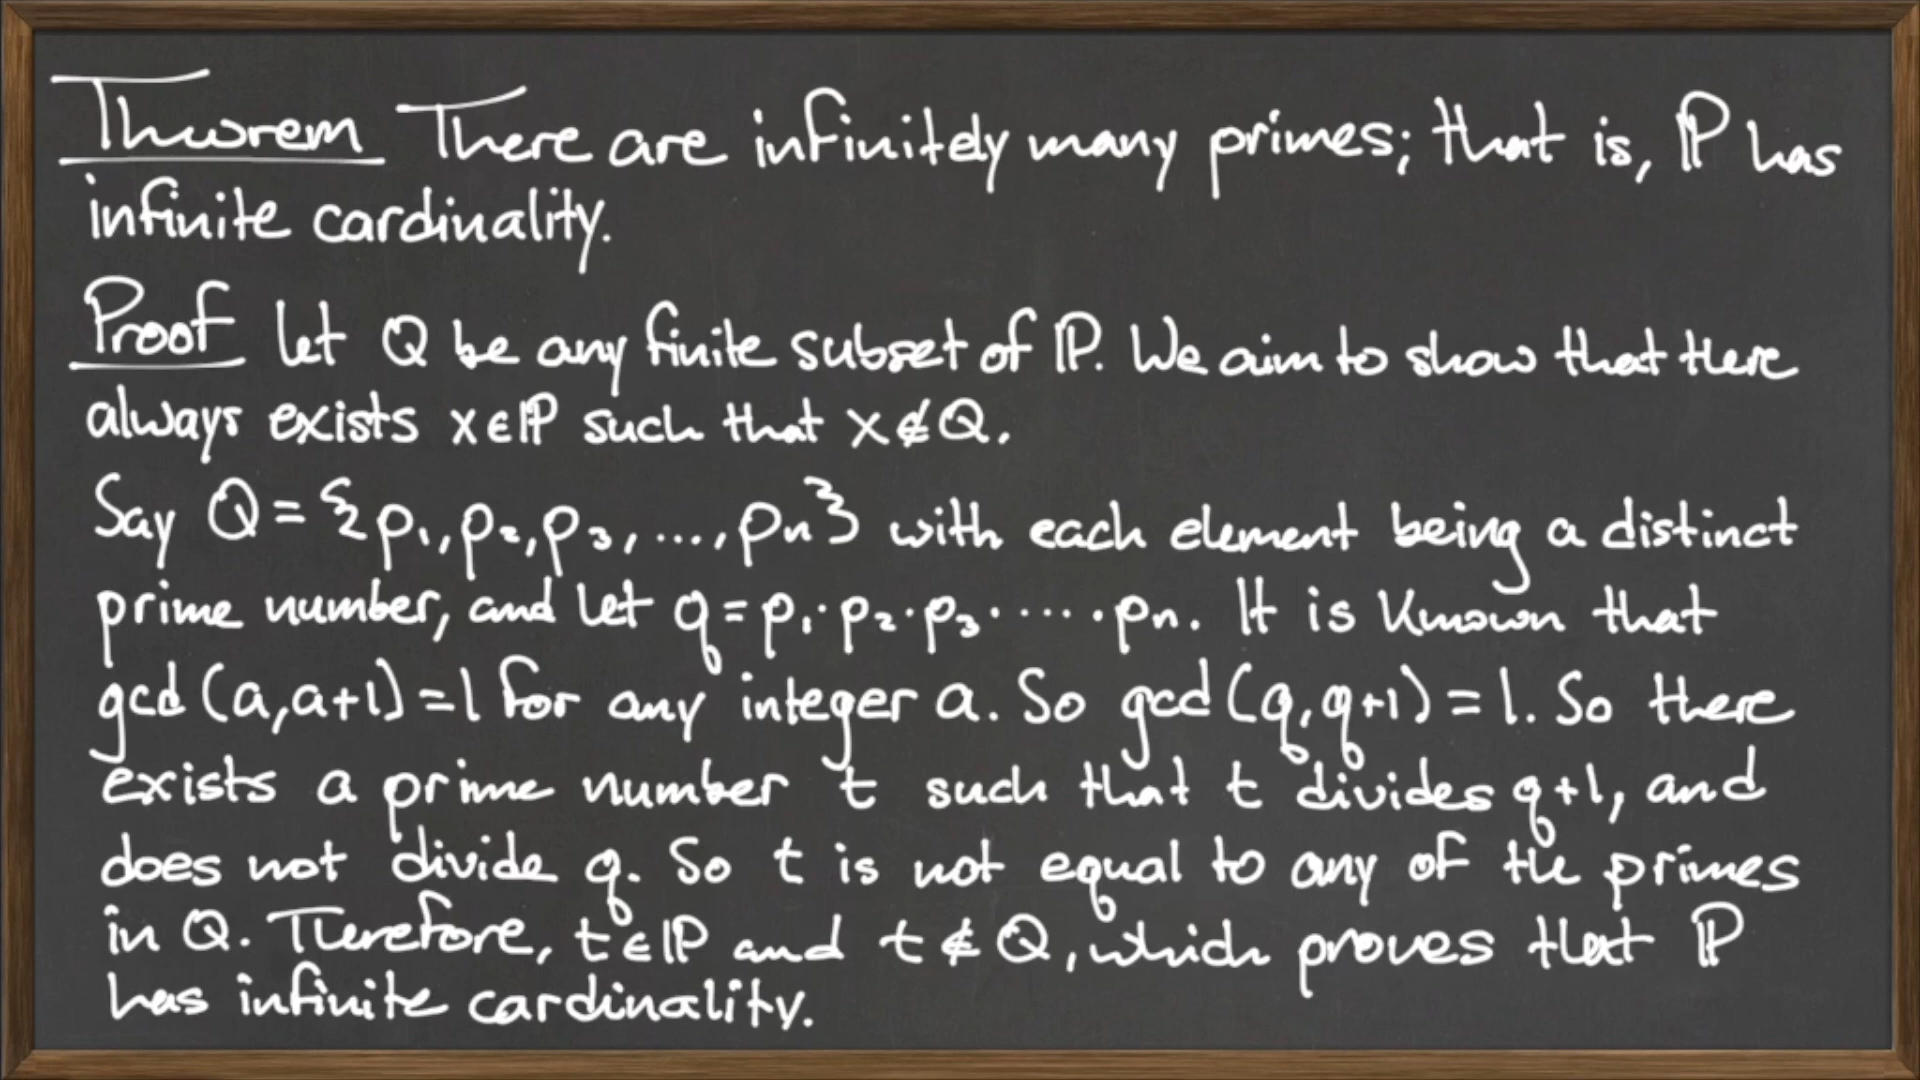 Theorem There are infinitely many primes; that is, ℙ has
infinite cardinality.
Proof Let Q be any finite subset of ℙ. We aim to show that there
always exists x∈ℙ such that x∉Q.
Say Q = {p₁, p₂, p₃, ..., pₙ} with each element being a distinct
prime number, and let q = p₁·p₂·p₃·····pₙ. It is known that
gcd(a,a+1)=1 for any integer a. So gcd(q,q+1)=1. So there
exists a prime number t such that t divides q+1, and
does not divide q. So t is not equal to any of the primes
in Q. Therefore, t∈ℙ and t∉Q, which proves that ℙ
has infinite cardinality.